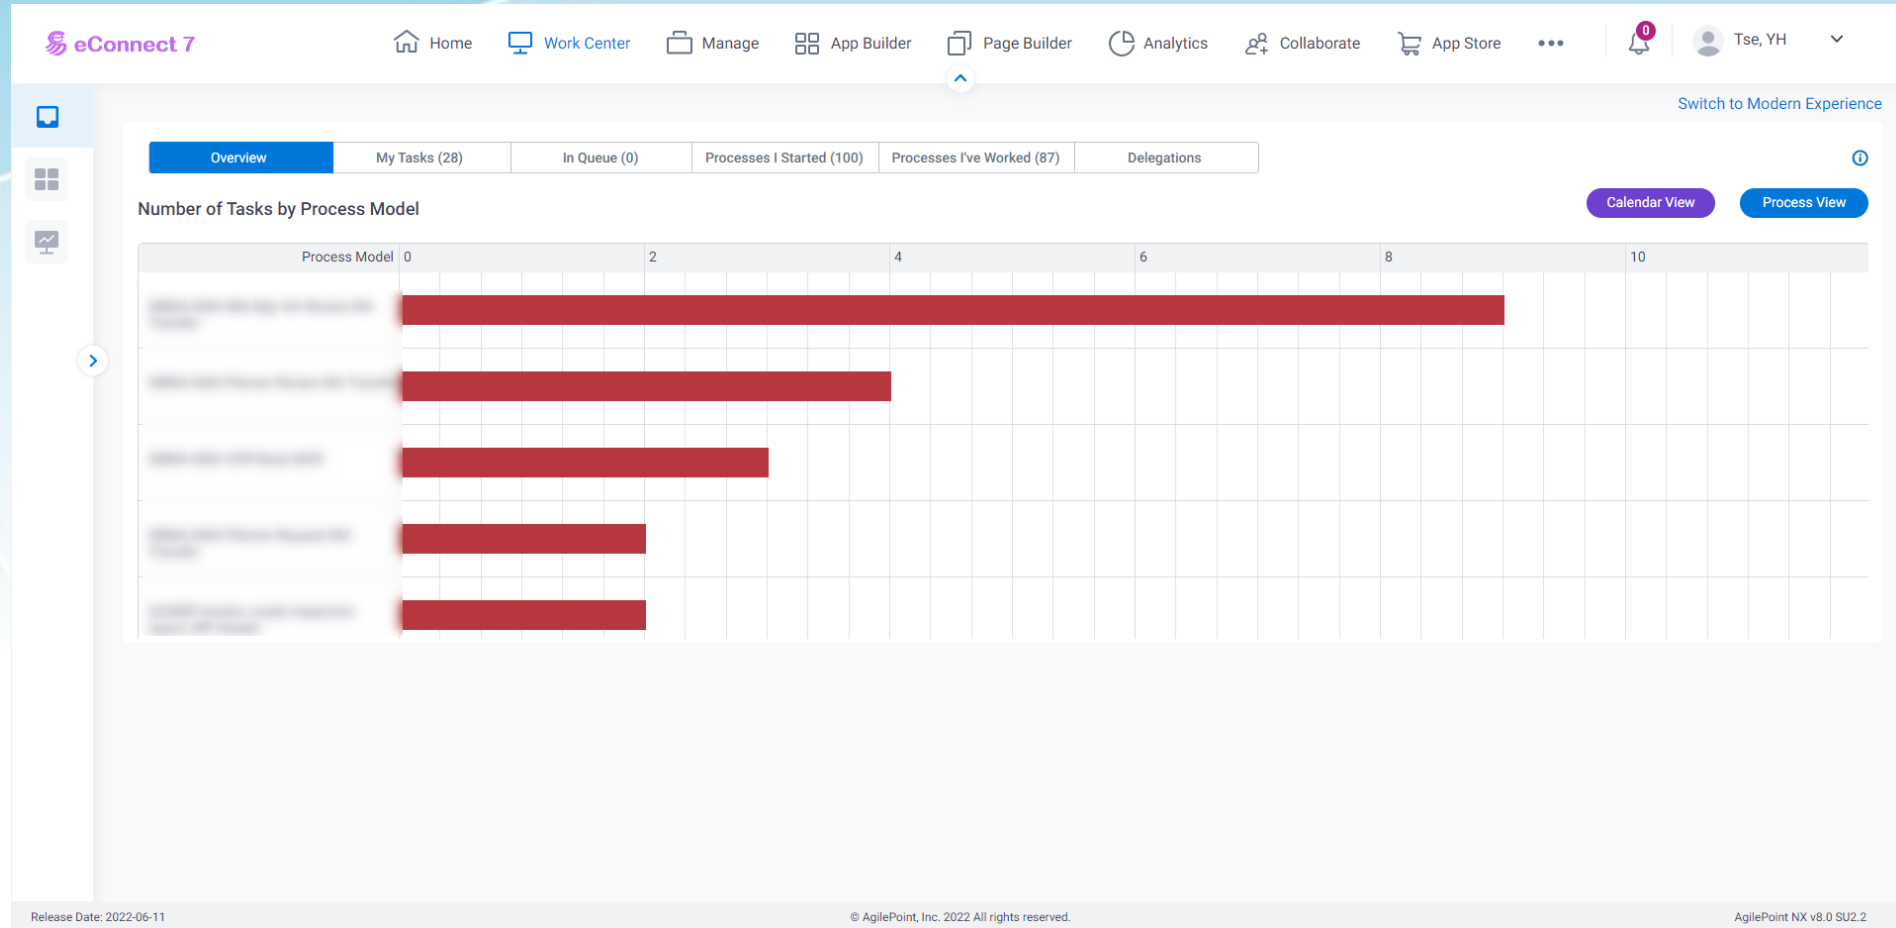 eConnect 7
Home Work Center Manage App Builder Page Builder Analytics Collaborate App Store 0 Tse, YH
Switch to Modern Experience
Overview My Tasks (28) In Queue (0) Processes I Started (100) Processes I've Worked (87) Delegations
Number of Tasks by Process Model
Calendar View Process View
Process Model 0 2 4 6 8 10
Release Date: 2022-06-11 © AgilePoint, Inc. 2022 All rights reserved. AgilePoint NX v8.0 SU2.2